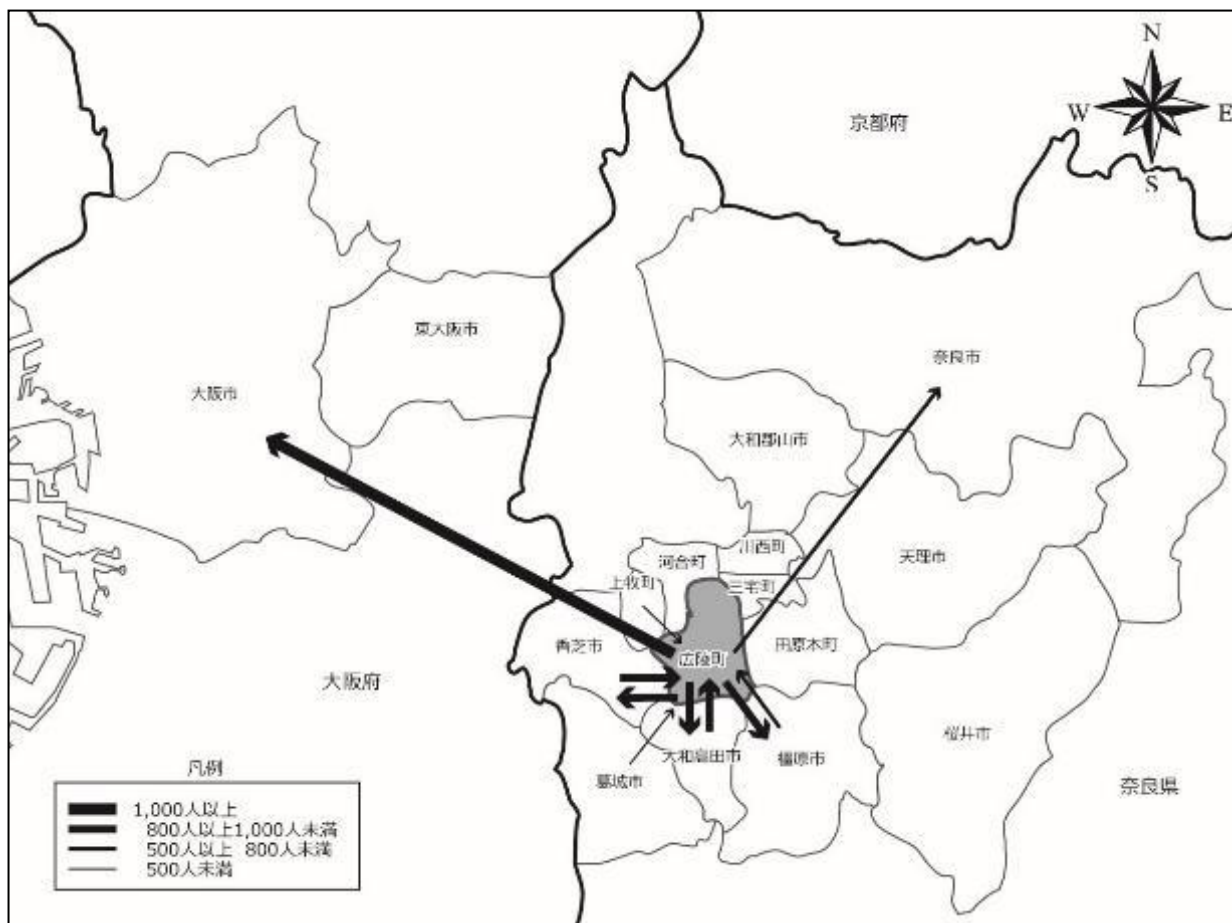 N
京都府
W
E
S
東大阪市
奈良市
大阪市
大和郡山市
川西町
河合町
天理市
上牧町
三宅町
香芝市
広陵町
田原本町
大阪府
桜井市
大和高田市
橿原市
葛城市
奈良県
凡例
1,000人以上
800人以上1,000人未満
500人以上 800人未満
500人未満